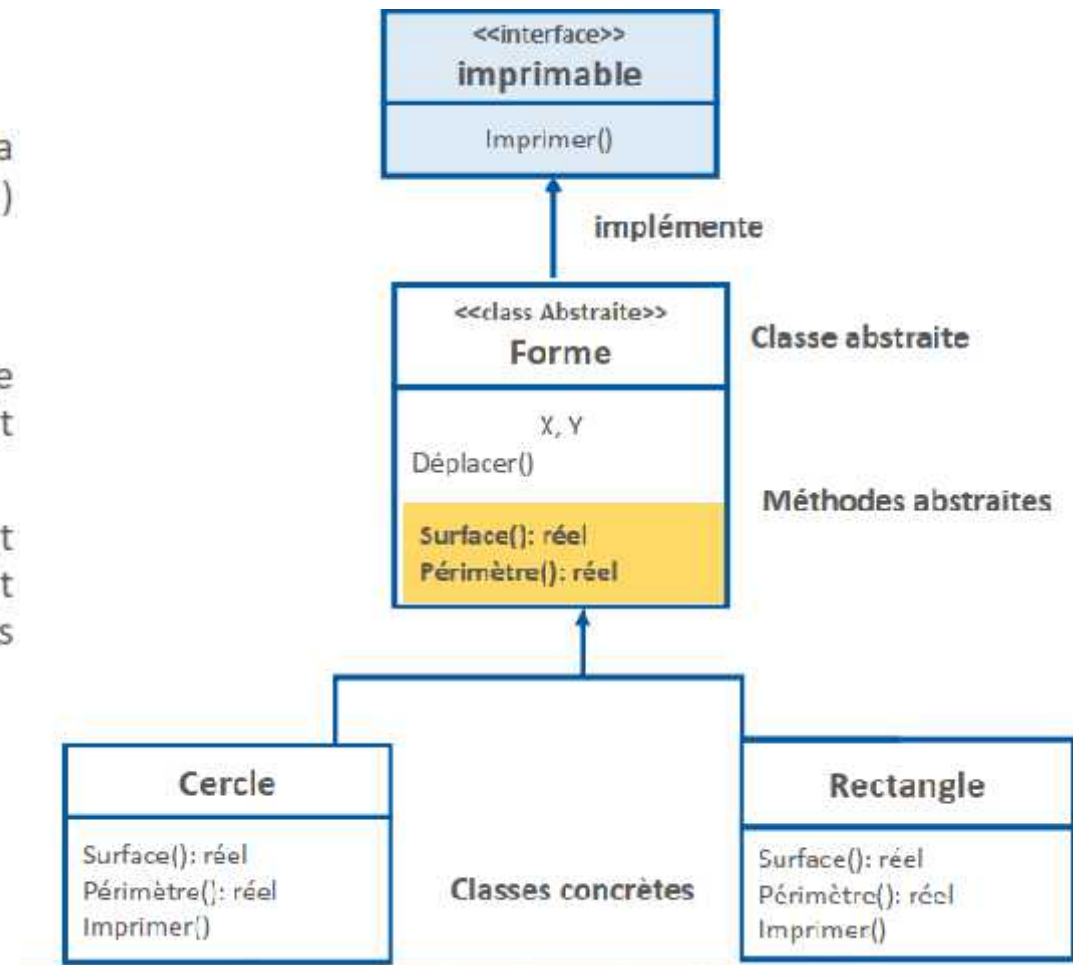 <<interface>>
imprimable
Imprimer()
a
)
implémente
<<class Abstraite>>
Forme
Classe abstraite
e
t
X, Y
Déplacer()
Méthodes abstraites
t
t
s
Surface(): réel
Périmètre(): réel
Cercle
Surface(): réel
Périmètre(): réel
Imprimer()
Classes concrètes
Rectangle
Surface(): réel
Périmètre(): réel
Imprimer()